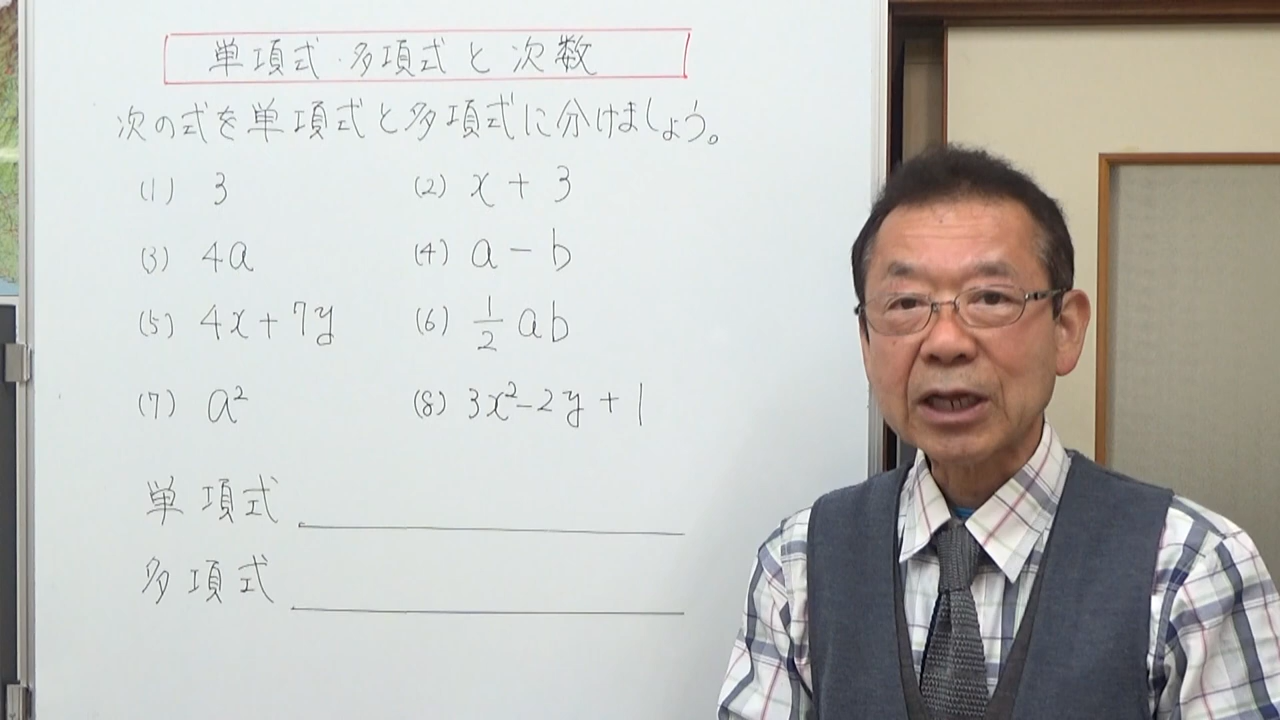 単項式・多項式と次数
次の式を単項式と多項式に分けましょう。
(1) 3 (2) x + 3
(3) 4a (4) a - b
(5) 4x + 7y (6) 1/2 ab
(7) a² (8) 3x² - 2y + 1
単項式
多項式